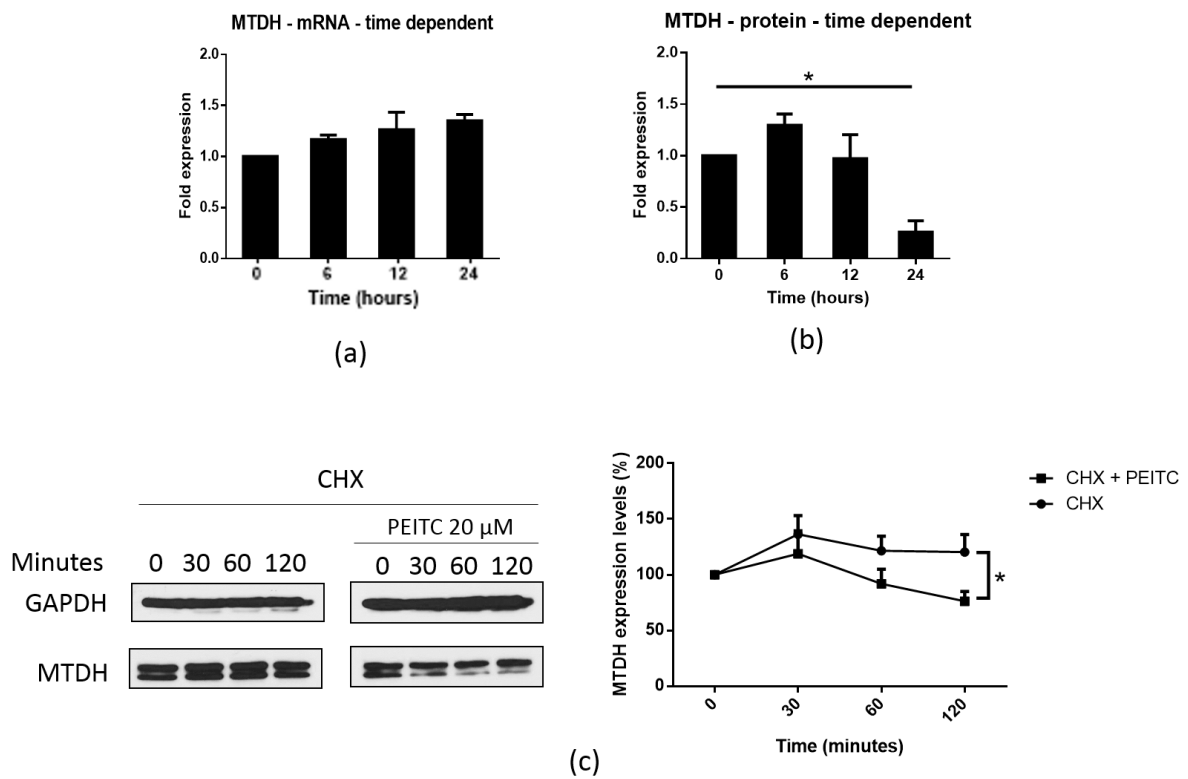 MTDH - mRNA - time dependent
Fold expression
2.0
1.5
1.0
0.5
0.0
0 6 12 24
Time (hours)
(a)
MTDH - protein - time dependent
Fold expression
2.0
1.5
1.0
0.5
0.0
*
0 6 12 24
Time (hours)
(b)
CHX
PEITC 20 μM
Minutes 0 30 60 120 0 30 60 120
GAPDH
MTDH
MTDH expression levels (%)
200
150
100
50
0
*
0 30 60 120
Time (minutes)
CHX + PEITC
CHX
(c)